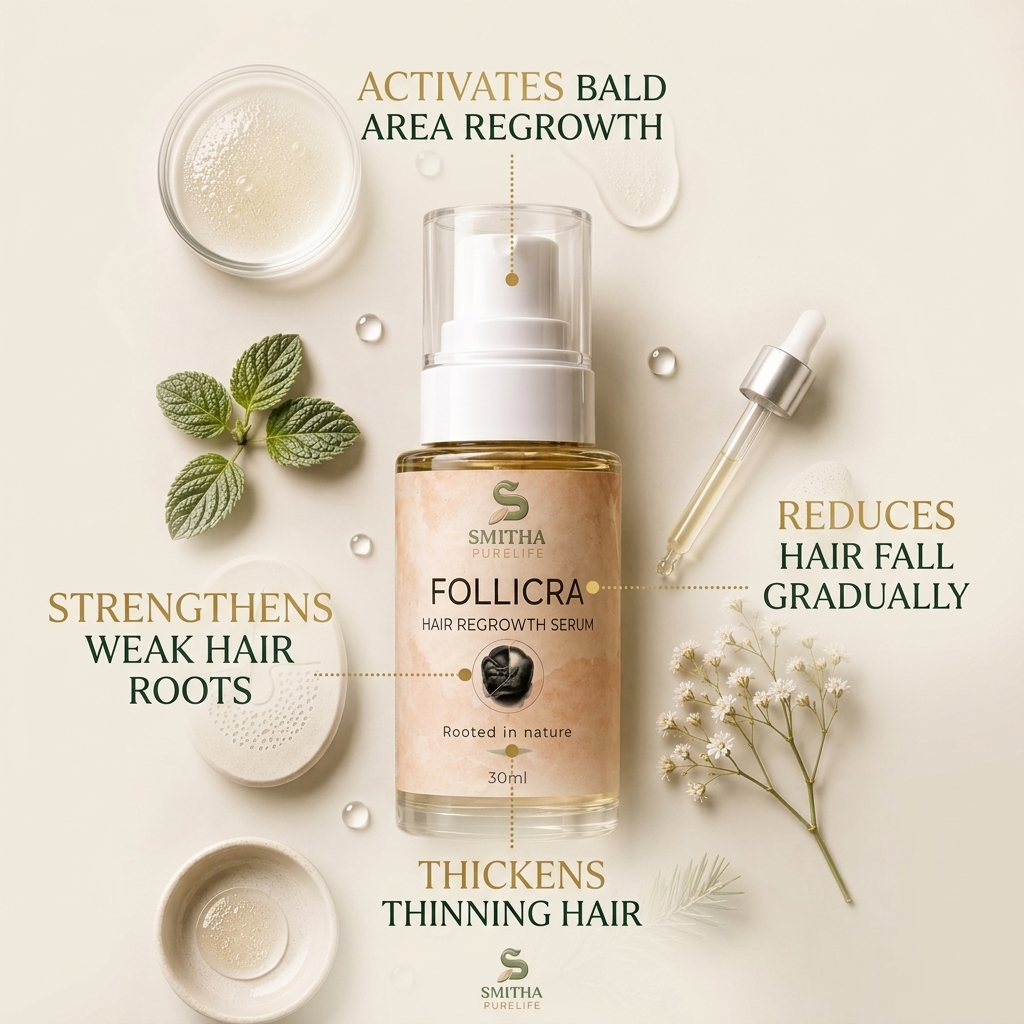 ACTIVATES BALD
AREA REGROWTH
SMITHA
PURELIFE
FOLLICRA
HAIR REGROWTH SERUM
Rooted in nature
30ml
REDUCES
HAIR FALL
GRADUALLY
STRENGTHENS
WEAK HAIR
ROOTS
THICKENS
THINNING HAIR
SMITHA
PURELIFE